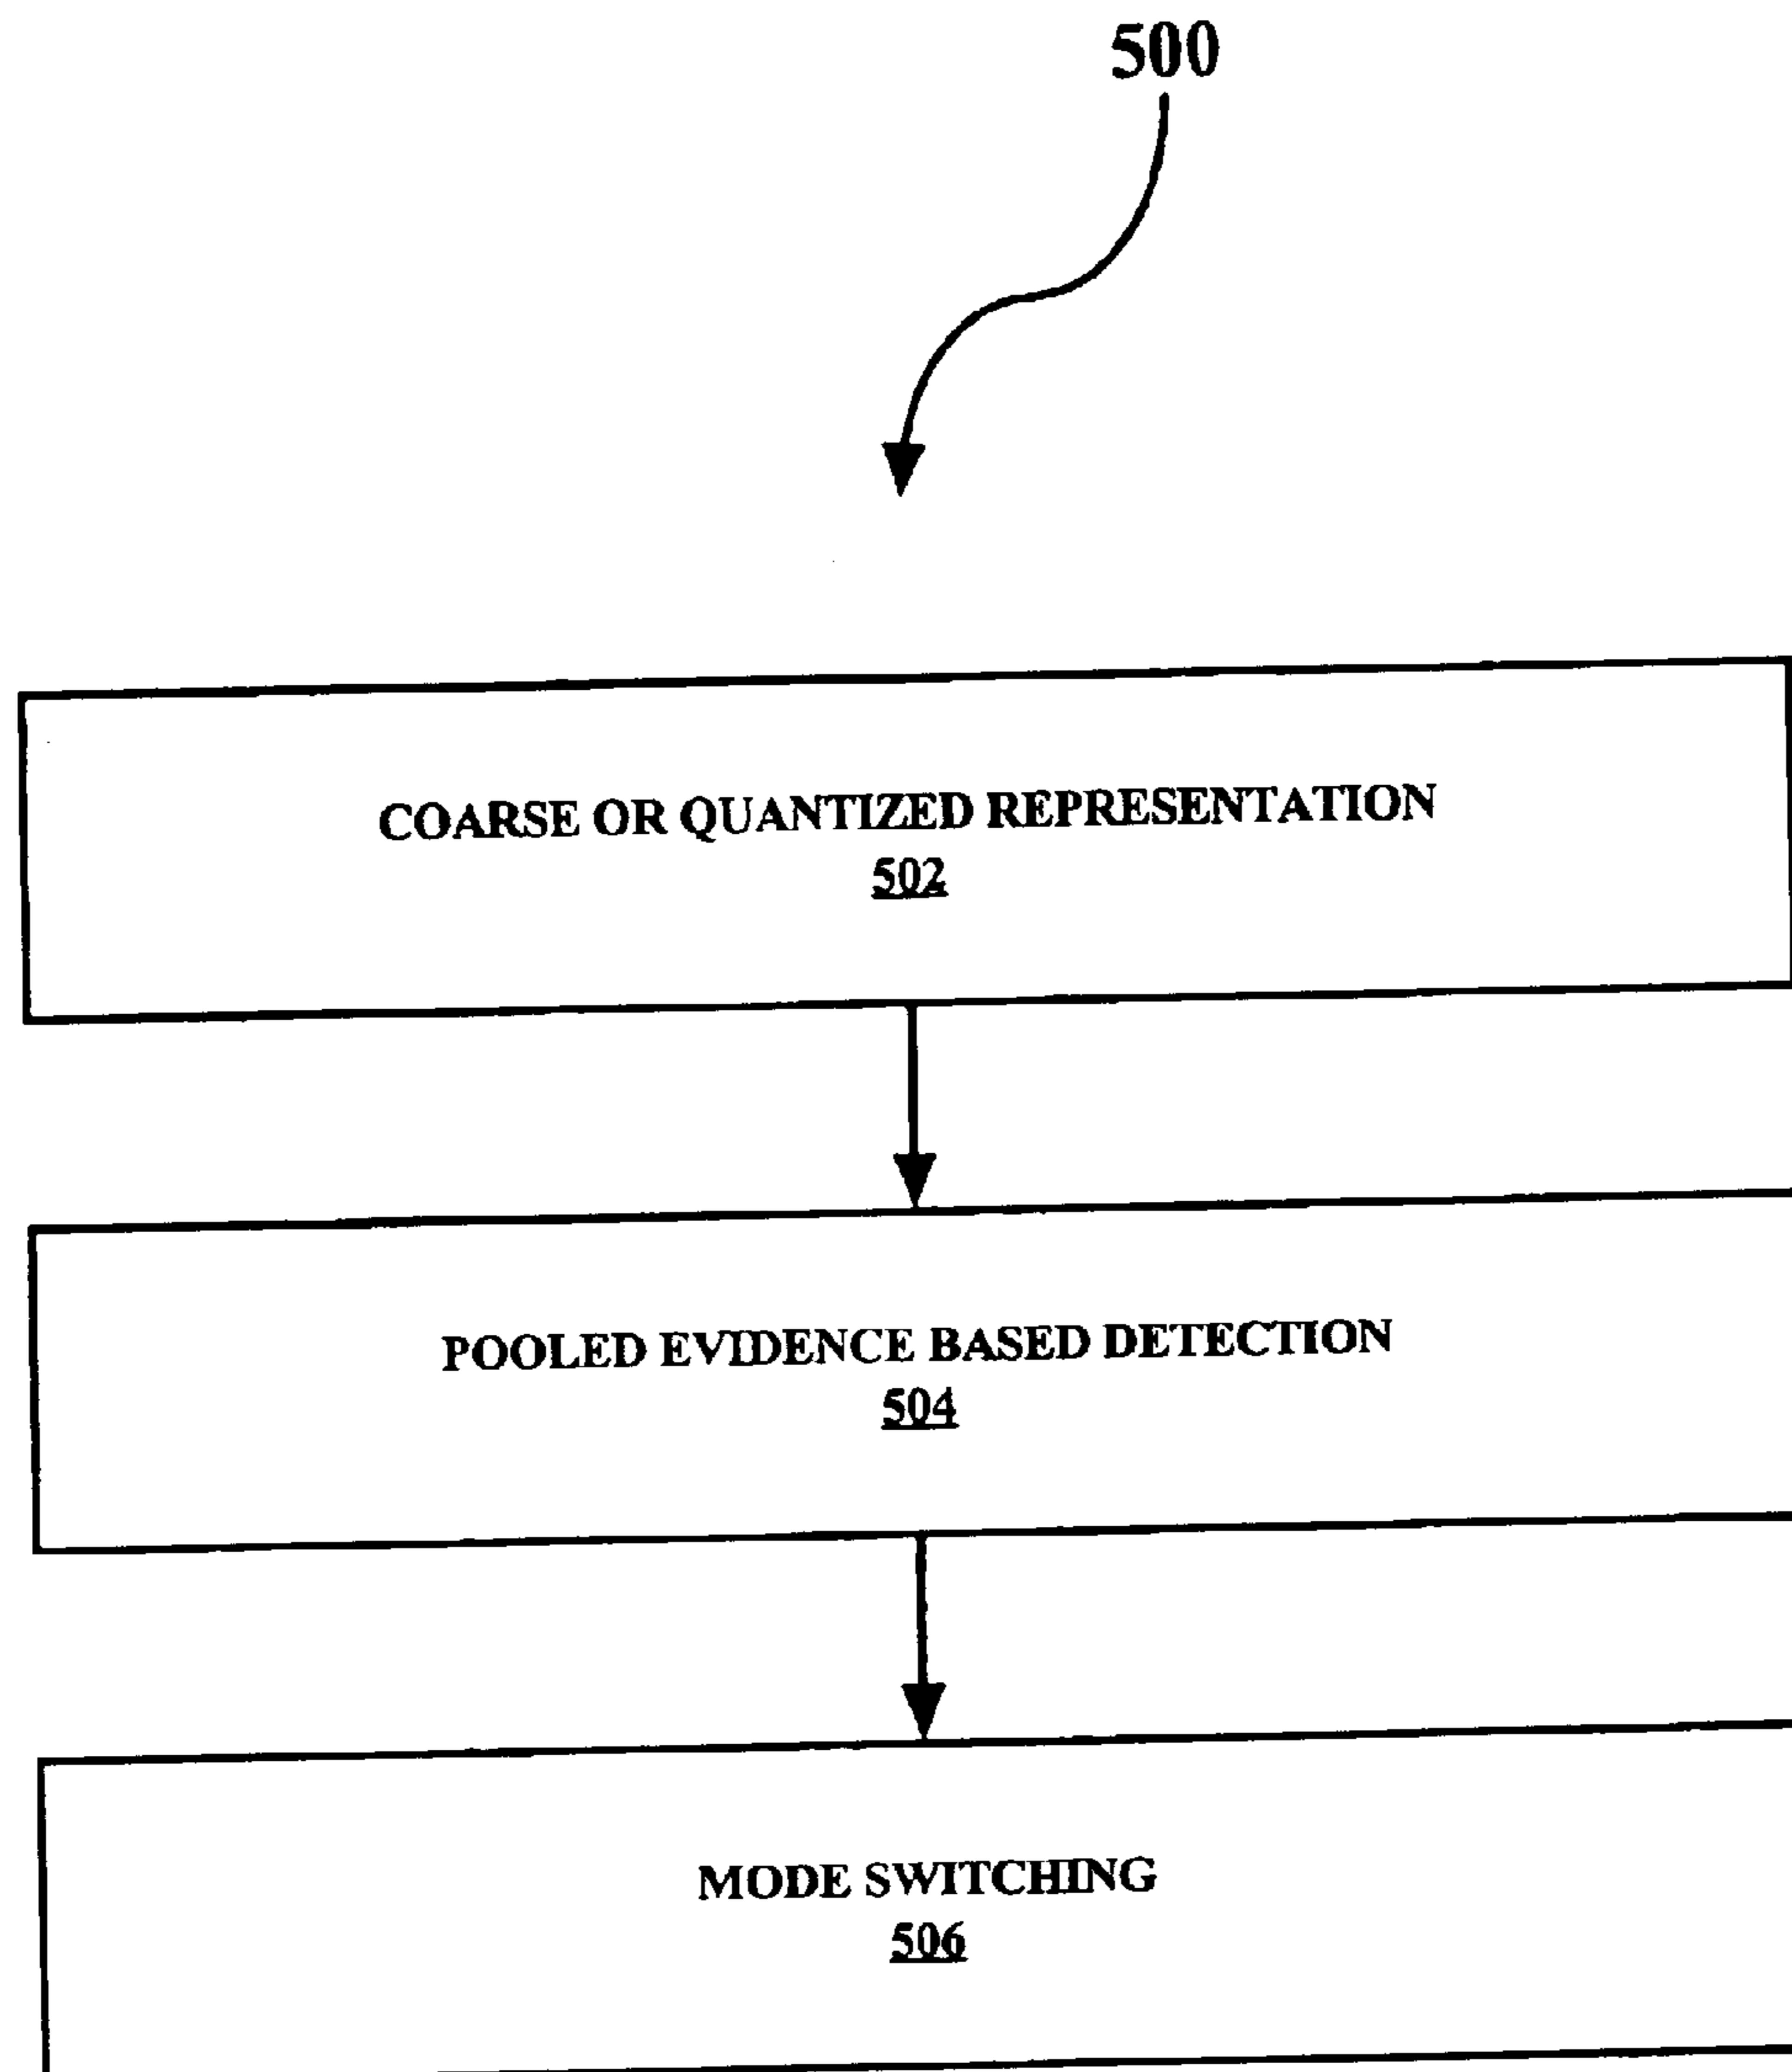 500
COARSE OR QUANTIZED REPRESENTATION
502
POOLED EVIDENCE BASED DETECTION
504
MODE SWITCHING
506